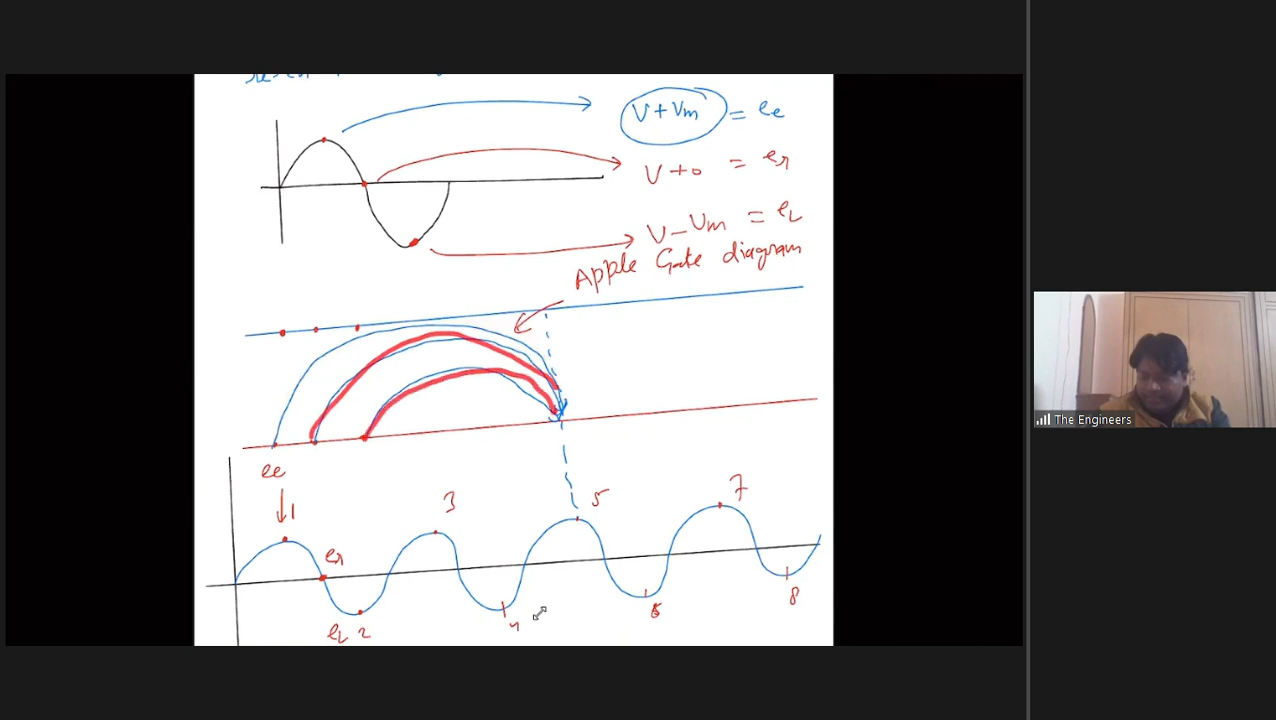 V+Vm = ee
V+0 = er
V-Vm = eL
Apple Gate diagram
ee
1
3
5
7
er
eL 2
4
6
8
The Engineers